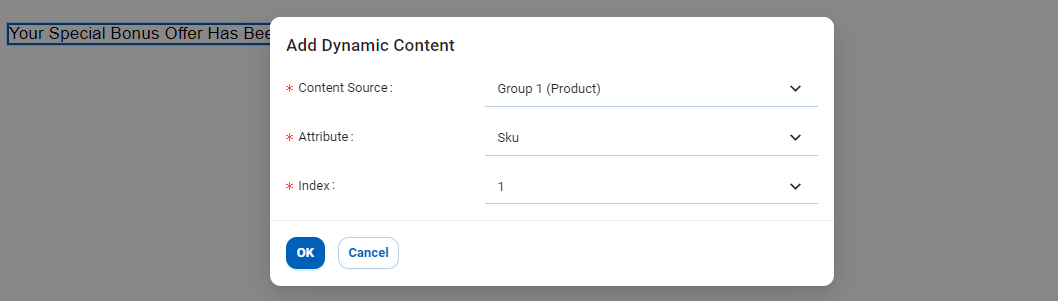 Your Special Bonus Offer Has
Add Dynamic Content
* Content Source: Group 1 (Product)
* Attribute: Sku
* Index: 1
OK Cancel